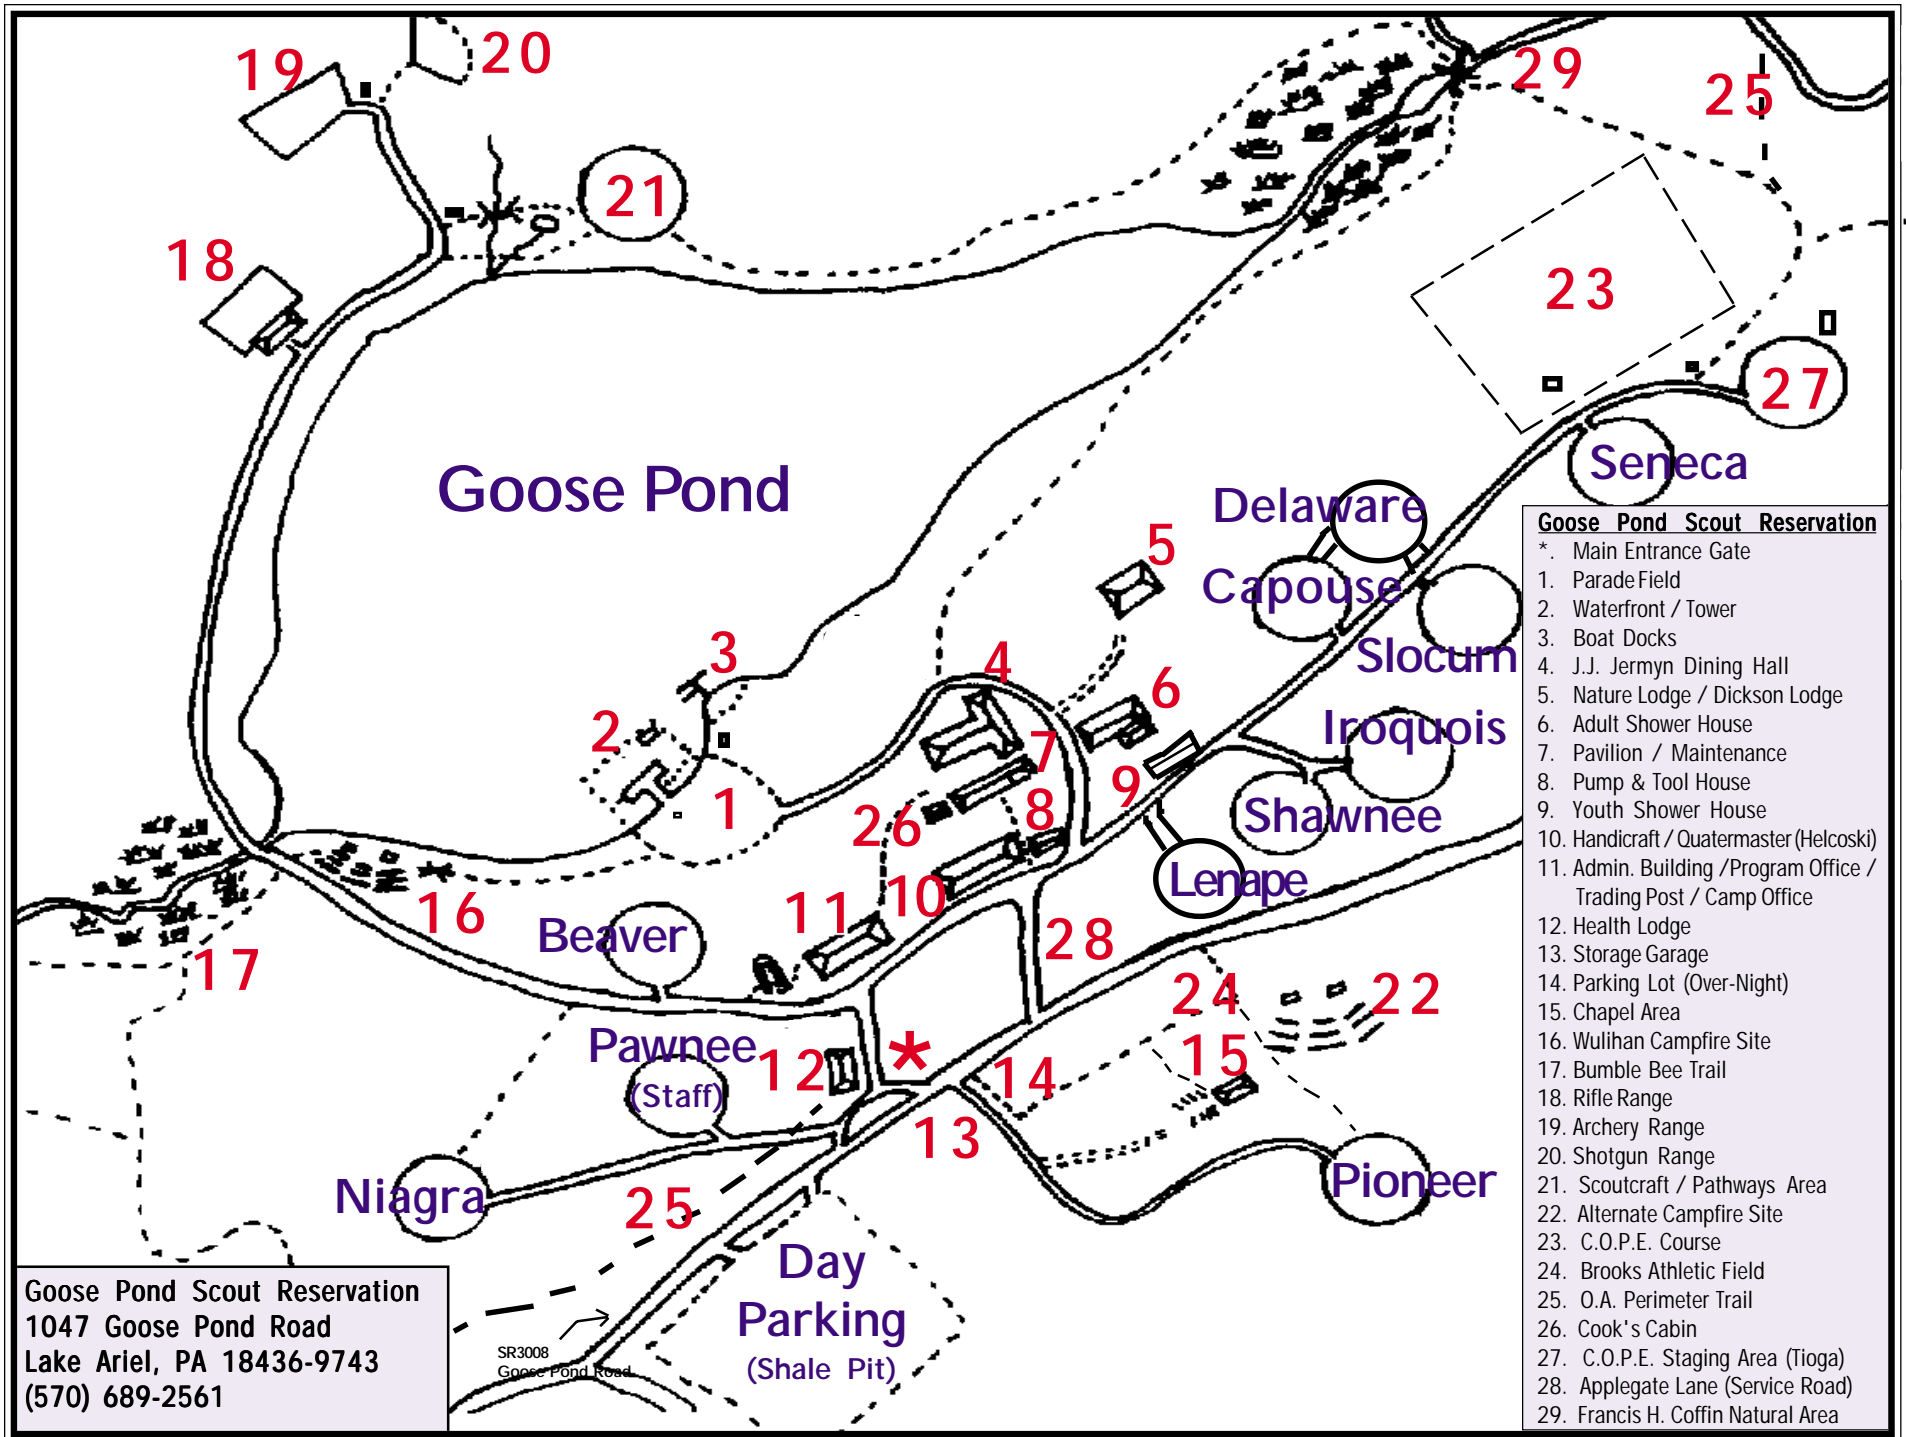 19
20
29
25
21
18
23
27
Goose Pond
Seneca
Delaware
5
Capouse
Slocum
3
4
6
2
Iroquois
7
9
1
26
8
Shawnee
Lenape
16
11
10
Beaver
17
28
24
22
Pawnee
(Staff)
12
*
14
15
13
Niagra
25
Pioneer
Day
Parking
(Shale Pit)
SR3008
Goose Pond Road
Goose Pond Scout Reservation
1047 Goose Pond Road
Lake Ariel, PA 18436-9743
(570) 689-2561
Goose Pond Scout Reservation
*. Main Entrance Gate
1. Parade Field
2. Waterfront / Tower
3. Boat Docks
4. J.J. Jermyn Dining Hall
5. Nature Lodge / Dickson Lodge
6. Adult Shower House
7. Pavilion / Maintenance
8. Pump & Tool House
9. Youth Shower House
10. Handicraft / Quatermaster (Helcoski)
11. Admin. Building /Program Office /
Trading Post / Camp Office
12. Health Lodge
13. Storage Garage
14. Parking Lot (Over-Night)
15. Chapel Area
16. Wulihan Campfire Site
17. Bumble Bee Trail
18. Rifle Range
19. Archery Range
20. Shotgun Range
21. Scoutcraft / Pathways Area
22. Alternate Campfire Site
23. C.O.P.E. Course
24. Brooks Athletic Field
25. O.A. Perimeter Trail
26. Cook's Cabin
27. C.O.P.E. Staging Area (Tioga)
28. Applegate Lane (Service Road)
29. Francis H. Coffin Natural Area